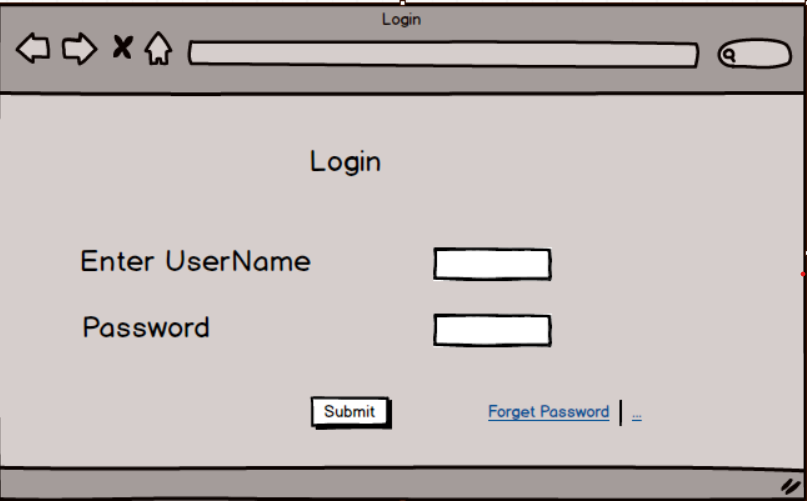 Login
Login
Enter UserName
Password
Submit
Forget Password | ...